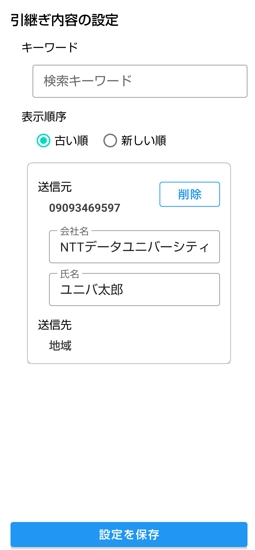 引継ぎ内容の設定
キーワード
検索キーワード
表示順序
古い順 新しい順
送信元
削除
09093469597
会社名
NTTデータユニバーシティ
氏名
ユニバ太郎
送信先
地域
設定を保存